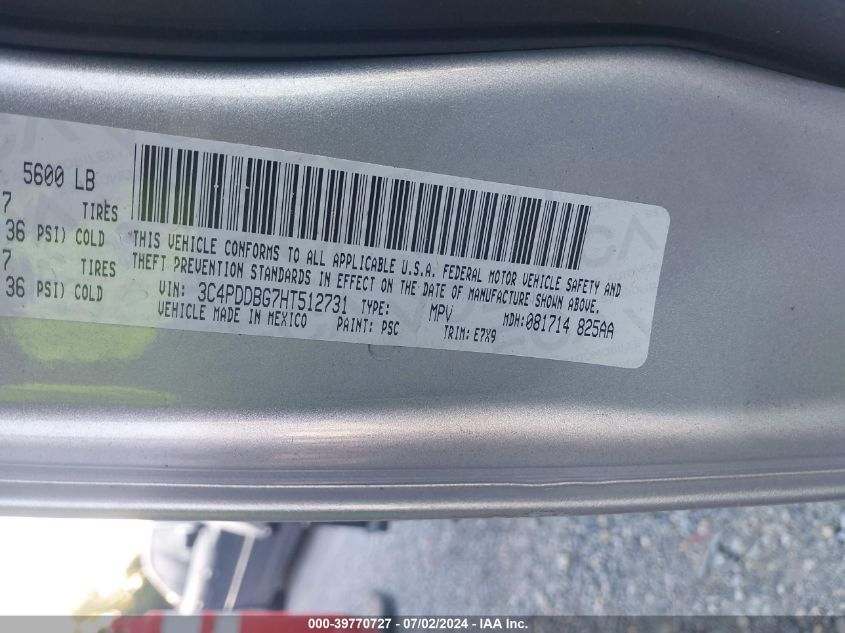 5600 LB
7 TIRES
36 PSI) COLD
7 TIRES
36 PSI) COLD
THIS VEHICLE CONFORMS TO ALL APPLICABLE U.S.A. FEDERAL MOTOR VEHICLE SAFETY AND
THEFT PREVENTION STANDARDS IN EFFECT ON THE DATE OF MANUFACTURE SHOWN ABOVE.
VIN: 3C4PDDBG7HT512731 TYPE: MPV MDH:081714 825AA
VEHICLE MADE IN MEXICO PAINT: PSC TRIM: E7X9
000-39770727 - 07/02/2024 - IAA Inc.